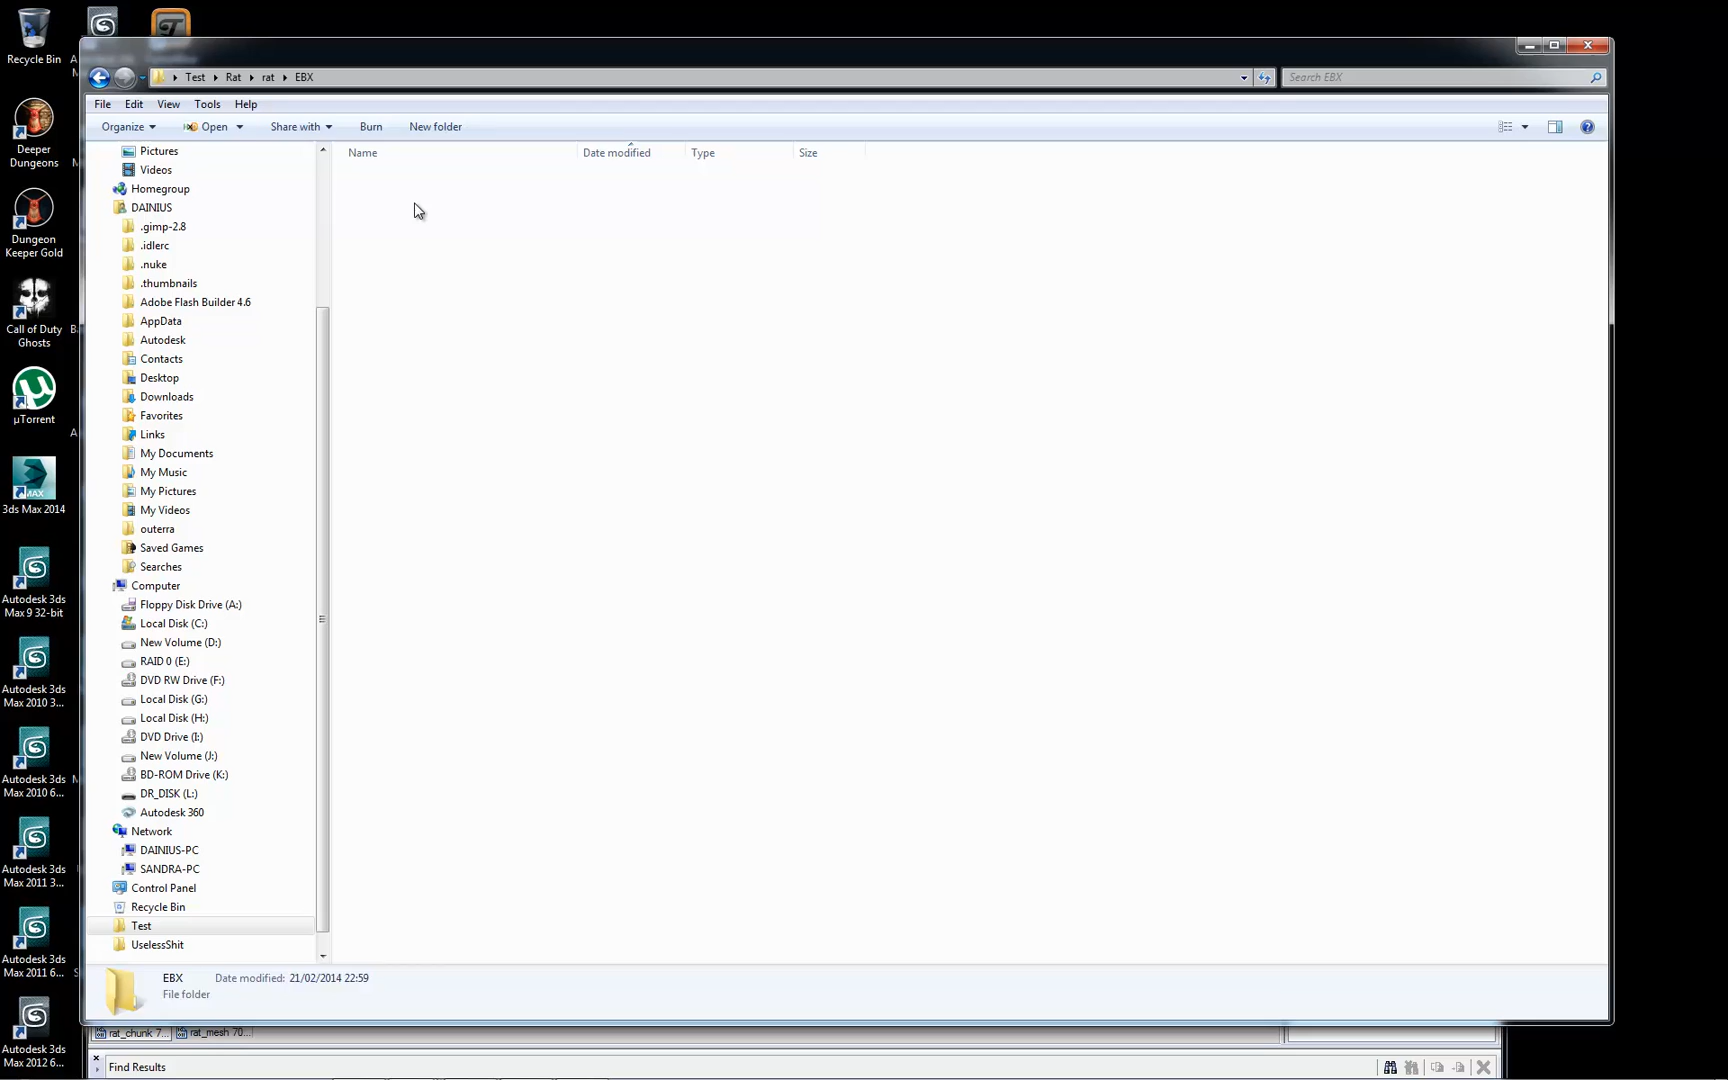 Recycle Bin
Deeper
Dungeons
Dungeon
Keeper Gold
Call of Duty
Ghosts
µTorrent
3ds Max 2014
Autodesk 3ds
Max 9 32-bit
Autodesk 3ds
Max 2010 3...
Autodesk 3ds
Max 2010 6...
Autodesk 3ds
Max 2011 3...
Autodesk 3ds
Max 2011 6...
Autodesk 3ds
Max 2012 6...
Test Rat rat EBX
Search EBX
File Edit View Tools Help
Organize Open Share with Burn New folder
Name Date modified Type Size
Pictures
Videos
Homegroup
DAINIUS
.gimp-2.8
.idlerc
.nuke
.thumbnails
Adobe Flash Builder 4.6
AppData
Autodesk
Contacts
Desktop
Downloads
Favorites
Links
My Documents
My Music
My Pictures
My Videos
outerra
Saved Games
Searches
Computer
Floppy Disk Drive (A:)
Local Disk (C:)
New Volume (D:)
RAID 0 (E:)
DVD RW Drive (F:)
Local Disk (G:)
Local Disk (H:)
DVD Drive (I:)
New Volume (J:)
BD-ROM Drive (K:)
DR_DISK (L:)
Autodesk 360
Network
DAINIUS-PC
SANDRA-PC
Control Panel
Recycle Bin
Test
UselessShit
EBX Date modified: 21/02/2014 22:59
File folder
rat_chunk 7... rat_mesh 70...
Find Results